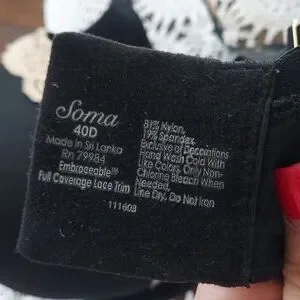 Soma
40D
Made in Sri Lanka
Rn 79984
Embraceable™
Full Coverage Lace Trim
111603
81% Nylon,
19% Spandex,
Exclusive of Decorations
Hand Wash Cold With
Like Colors, Only Non-
Chlorine Bleach When
Needed,
Line Dry, Do Not Iron